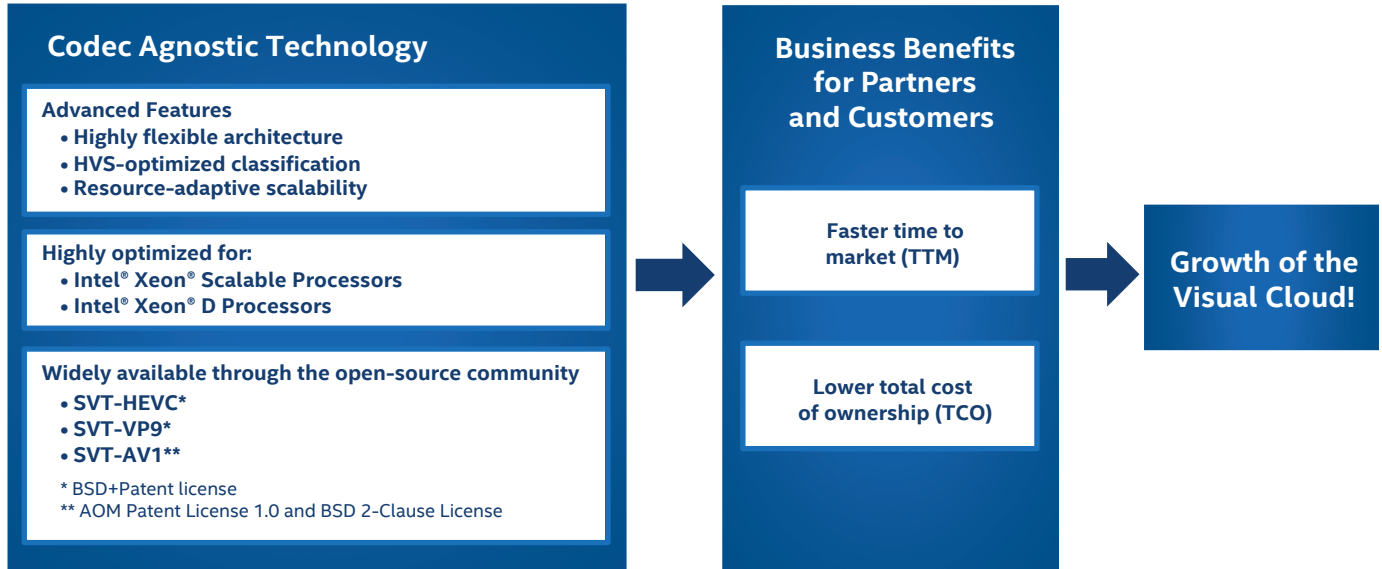 Codec Agnostic Technology
Advanced Features
• Highly flexible architecture
• HVS-optimized classification
• Resource-adaptive scalability
Highly optimized for:
• Intel® Xeon® Scalable Processors
• Intel® Xeon® D Processors
Widely available through the open-source community
• SVT-HEVC*
• SVT-VP9*
• SVT-AV1**
* BSD+Patent license
** AOM Patent License 1.0 and BSD 2-Clause License
Business Benefits
for Partners
and Customers
Faster time to
market (TTM)
Lower total cost
of ownership (TCO)
Growth of the
Visual Cloud!